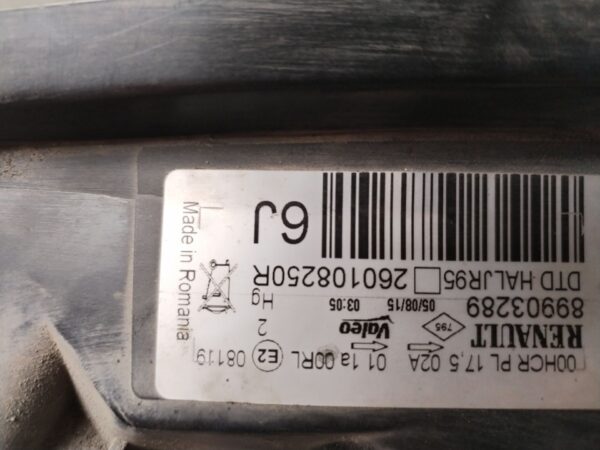 00HCR PL 17,5 02A → 01 1a 00RL E2 08119
RENAULT 795 Valeo 2
89903289 05/08/15 03:05 Hg
DTD HALJR95 260108250R
6J
Made in Romania